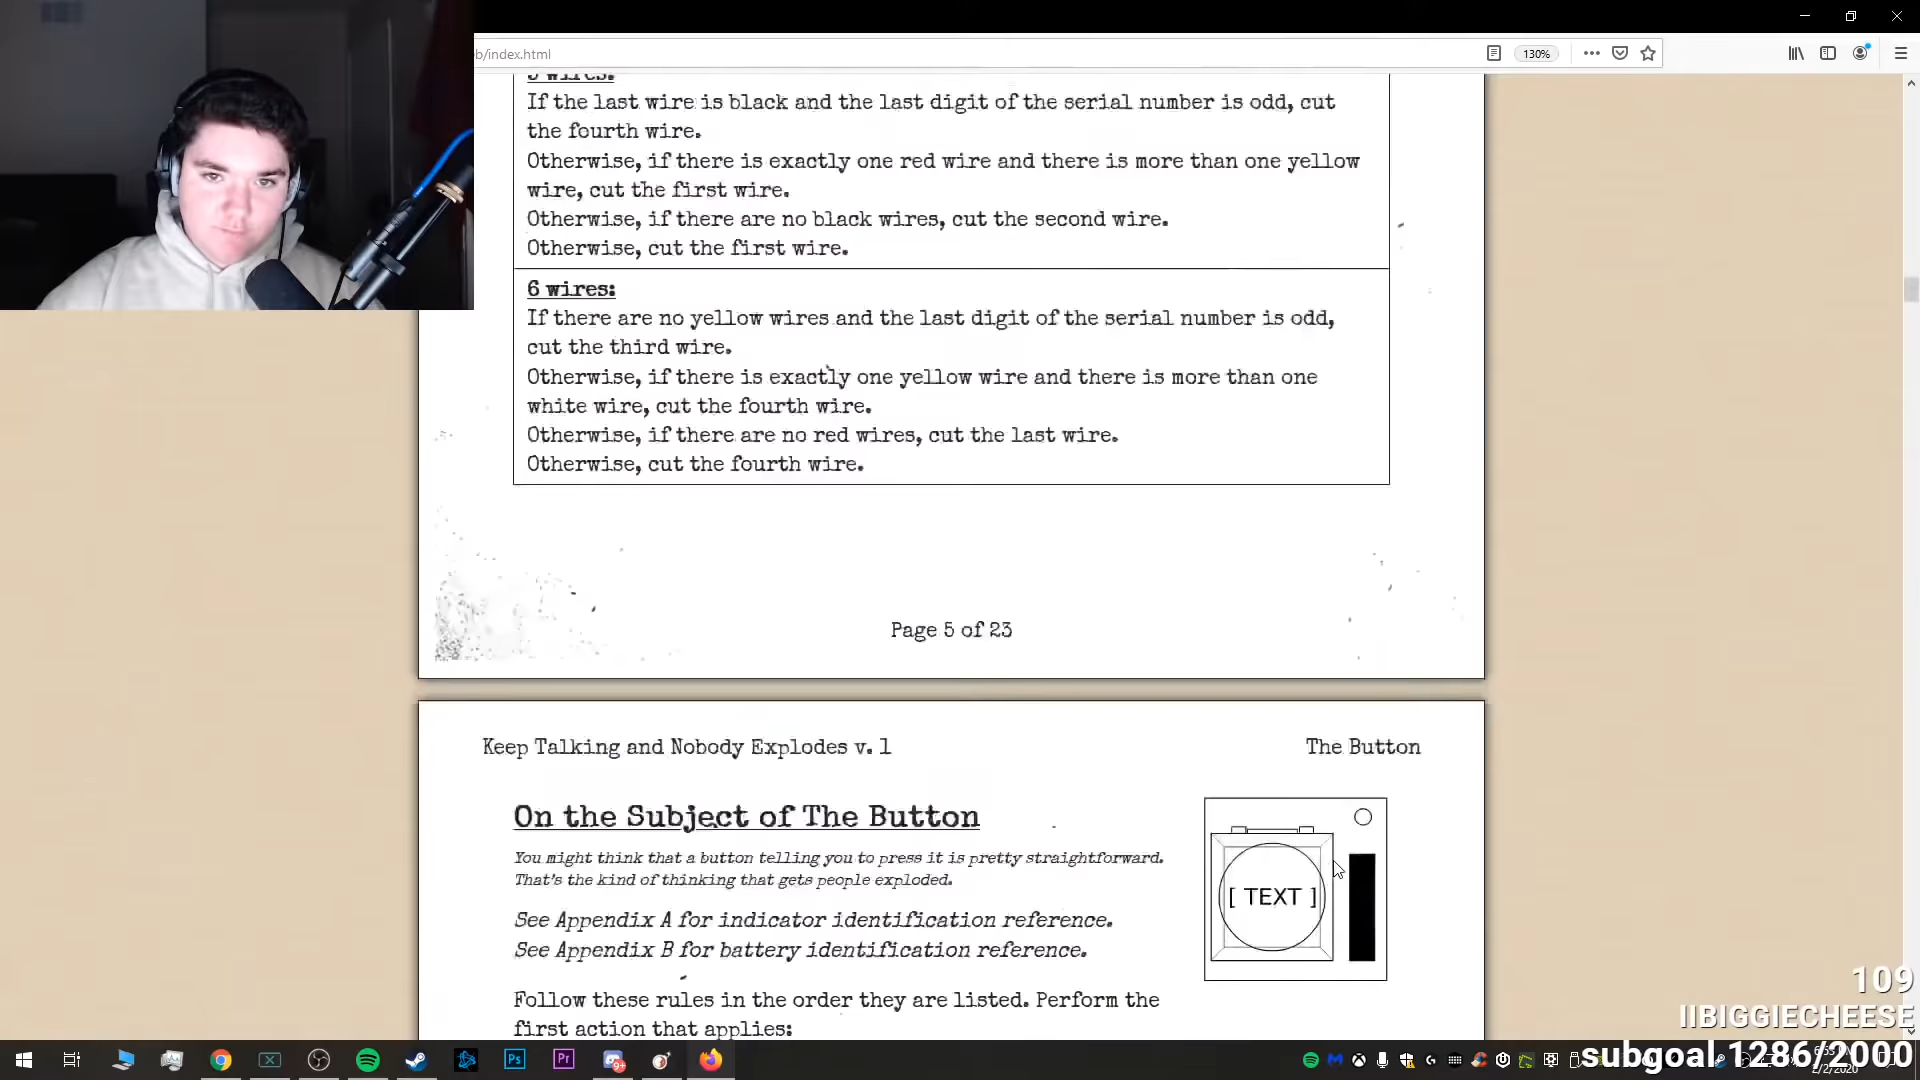 b/index.html
130%
5 wires:
If the last wire is black and the last digit of the serial number is odd, cut
the fourth wire.
Otherwise, if there is exactly one red wire and there is more than one yellow
wire, cut the first wire.
Otherwise, if there are no black wires, cut the second wire.
Otherwise, cut the first wire.
6 wires:
If there are no yellow wires and the last digit of the serial number is odd,
cut the third wire.
Otherwise, if there is exactly one yellow wire and there is more than one
white wire, cut the fourth wire.
Otherwise, if there are no red wires, cut the last wire.
Otherwise, cut the fourth wire.
Page 5 of 23
Keep Talking and Nobody Explodes v. 1
The Button
On the Subject of The Button
You might think that a button telling you to press it is pretty straightforward.
That's the kind of thinking that gets people exploded.
See Appendix A for indicator identification reference.
See Appendix B for battery identification reference.
[ TEXT ]
Follow these rules in the order they are listed. Perform the
first action that applies:
109
IIBIGGIECHEESE
subgoal 1286/2000
Ps
Pr
2/2/2020